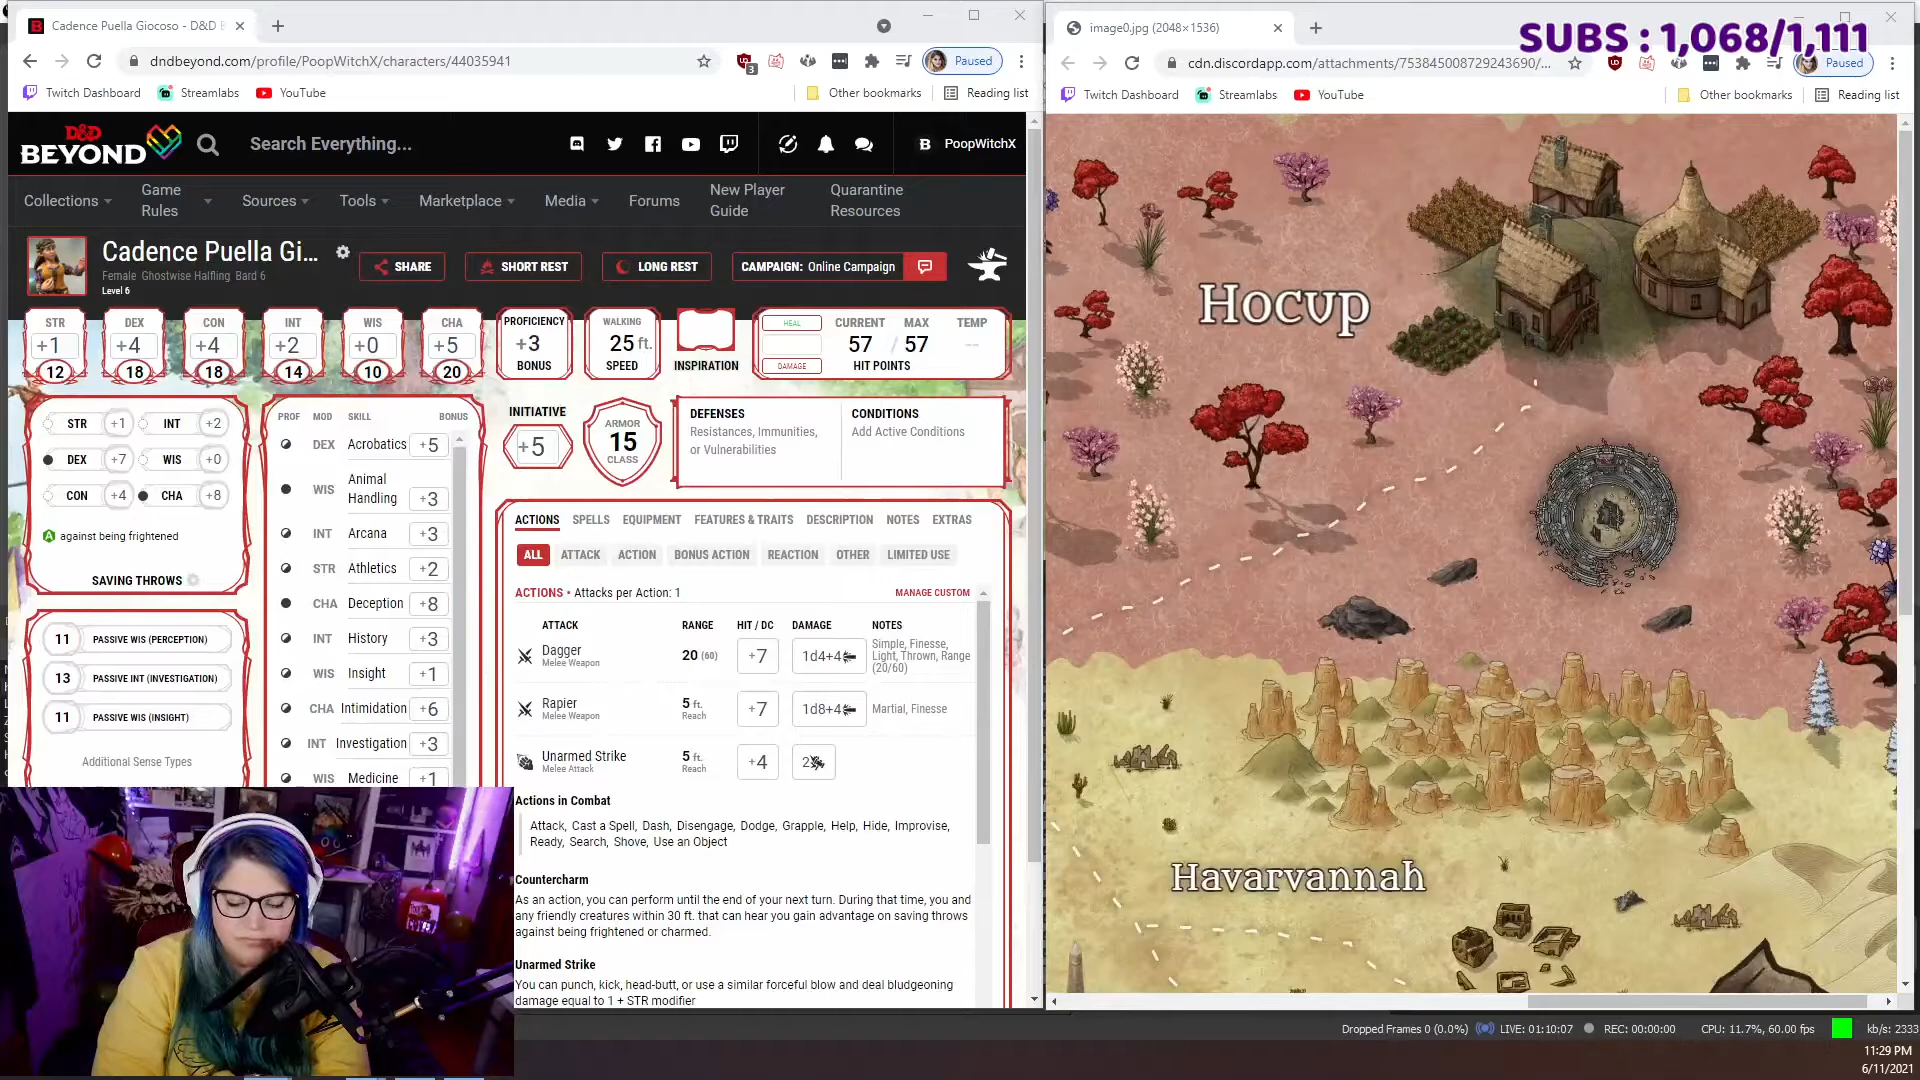 Cadence Puella Giocoso - D&D B
dndbeyond.com/profile/PoopWitchX/characters/44035941
3
Paused
Twitch Dashboard
Streamlabs
YouTube
Other bookmarks
Reading list
D&D
BEYOND
Search Everything...
B PoopWitchX
Collections
Game Rules
Sources
Tools
Marketplace
Media
Forums
New Player Guide
Quarantine Resources
Cadence Puella Gi...
Female Ghostwise Halfling Bard 6
Level 6
SHARE
SHORT REST
LONG REST
CAMPAIGN: Online Campaign
STR +1 12
DEX +4 18
CON +4 18
INT +2 14
WIS +0 10
CHA +5 20
PROFICIENCY +3 BONUS
WALKING 25 ft. SPEED
INSPIRATION
HEAL
DAMAGE
CURRENT MAX TEMP
57 / 57 --
HIT POINTS
STR +1 INT +2
DEX +7 WIS +0
CON +4 CHA +8
A against being frightened
SAVING THROWS
11 PASSIVE WIS (PERCEPTION)
13 PASSIVE INT (INVESTIGATION)
11 PASSIVE WIS (INSIGHT)
Additional Sense Types
PROF MOD SKILL BONUS
DEX Acrobatics +5
WIS Animal Handling +3
INT Arcana +3
STR Athletics +2
CHA Deception +8
INT History +3
WIS Insight +1
CHA Intimidation +6
INT Investigation +3
WIS Medicine +1
INITIATIVE
+5
ARMOR
15
CLASS
DEFENSES
Resistances, Immunities,
or Vulnerabilities
CONDITIONS
Add Active Conditions
ACTIONS SPELLS EQUIPMENT FEATURES & TRAITS DESCRIPTION NOTES EXTRAS
ALL ATTACK ACTION BONUS ACTION REACTION OTHER LIMITED USE
ACTIONS • Attacks per Action: 1
MANAGE CUSTOM
ATTACK RANGE HIT / DC DAMAGE NOTES
Dagger
Melee Weapon
20 (60)
+7
1d4+4
Simple, Finesse,
Light, Thrown, Range
(20/60)
Rapier
Melee Weapon
5 ft.
Reach
+7
1d8+4
Martial, Finesse
Unarmed Strike
Melee Attack
5 ft.
Reach
+4
2
Actions in Combat
Attack, Cast a Spell, Dash, Disengage, Dodge, Grapple, Help, Hide, Improvise,
Ready, Search, Shove, Use an Object
Countercharm
As an action, you can perform until the end of your next turn. During that time, you and
any friendly creatures within 30 ft. that can hear you gain advantage on saving throws
against being frightened or charmed.
Unarmed Strike
You can punch, kick, head-butt, or use a similar forceful blow and deal bludgeoning
damage equal to 1 + STR modifier
image0.jpg (2048×1536)
SUBS : 1,068/1,111
cdn.discordapp.com/attachments/753845008729243690/...
Paused
Twitch Dashboard
Streamlabs
YouTube
Other bookmarks
Reading list
Hocup
Havarvannah
Dropped Frames 0 (0.0%)
LIVE: 01:10:07
REC: 00:00:00
CPU: 11.7%, 60.00 fps
kb/s: 2333
11:29 PM
6/11/2021